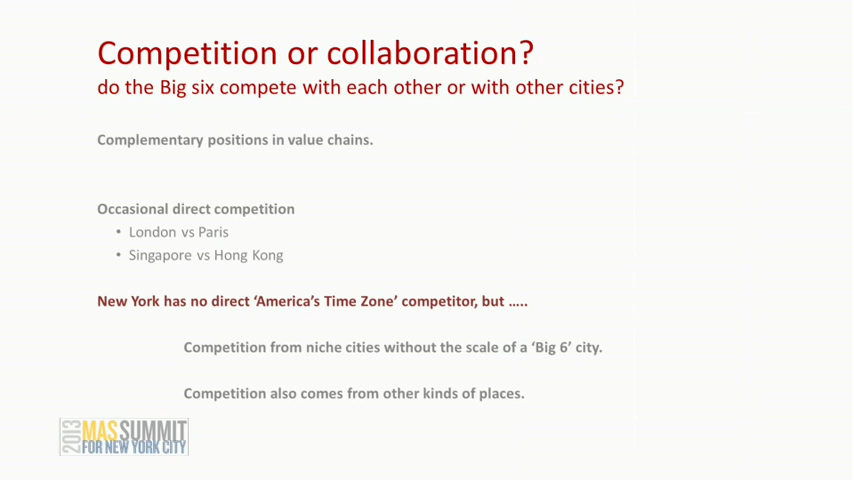 Competition or collaboration?
do the Big six compete with each other or with other cities?
Complementary positions in value chains.
Occasional direct competition
• London vs Paris
• Singapore vs Hong Kong
New York has no direct ‘America’s Time Zone’ competitor, but …..
Competition from niche cities without the scale of a ‘Big 6’ city.
Competition also comes from other kinds of places.
2013 MAS SUMMIT
FOR NEW YORK CITY